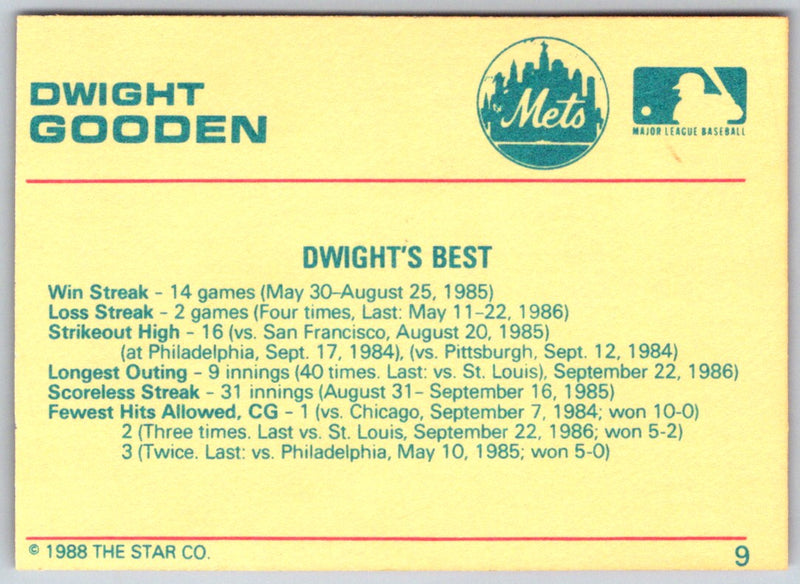 DWIGHT
GOODEN
Mets
MAJOR LEAGUE BASEBALL
DWIGHT'S BEST
Win Streak - 14 games (May 30-August 25, 1985)
Loss Streak - 2 games (Four times, Last: May 11-22, 1986)
Strikeout High - 16 (vs. San Francisco, August 20, 1985)
(at Philadelphia, Sept. 17, 1984), (vs. Pittsburgh, Sept. 12, 1984)
Longest Outing - 9 innings (40 times. Last: vs. St. Louis), September 22, 1986)
Scoreless Streak - 31 innings (August 31- September 16, 1985)
Fewest Hits Allowed, CG - 1 (vs. Chicago, September 7, 1984; won 10-0)
2 (Three times. Last vs. St. Louis, September 22, 1986; won 5-2)
3 (Twice. Last: vs. Philadelphia, May 10, 1985; won 5-0)
© 1988 THE STAR CO.
9